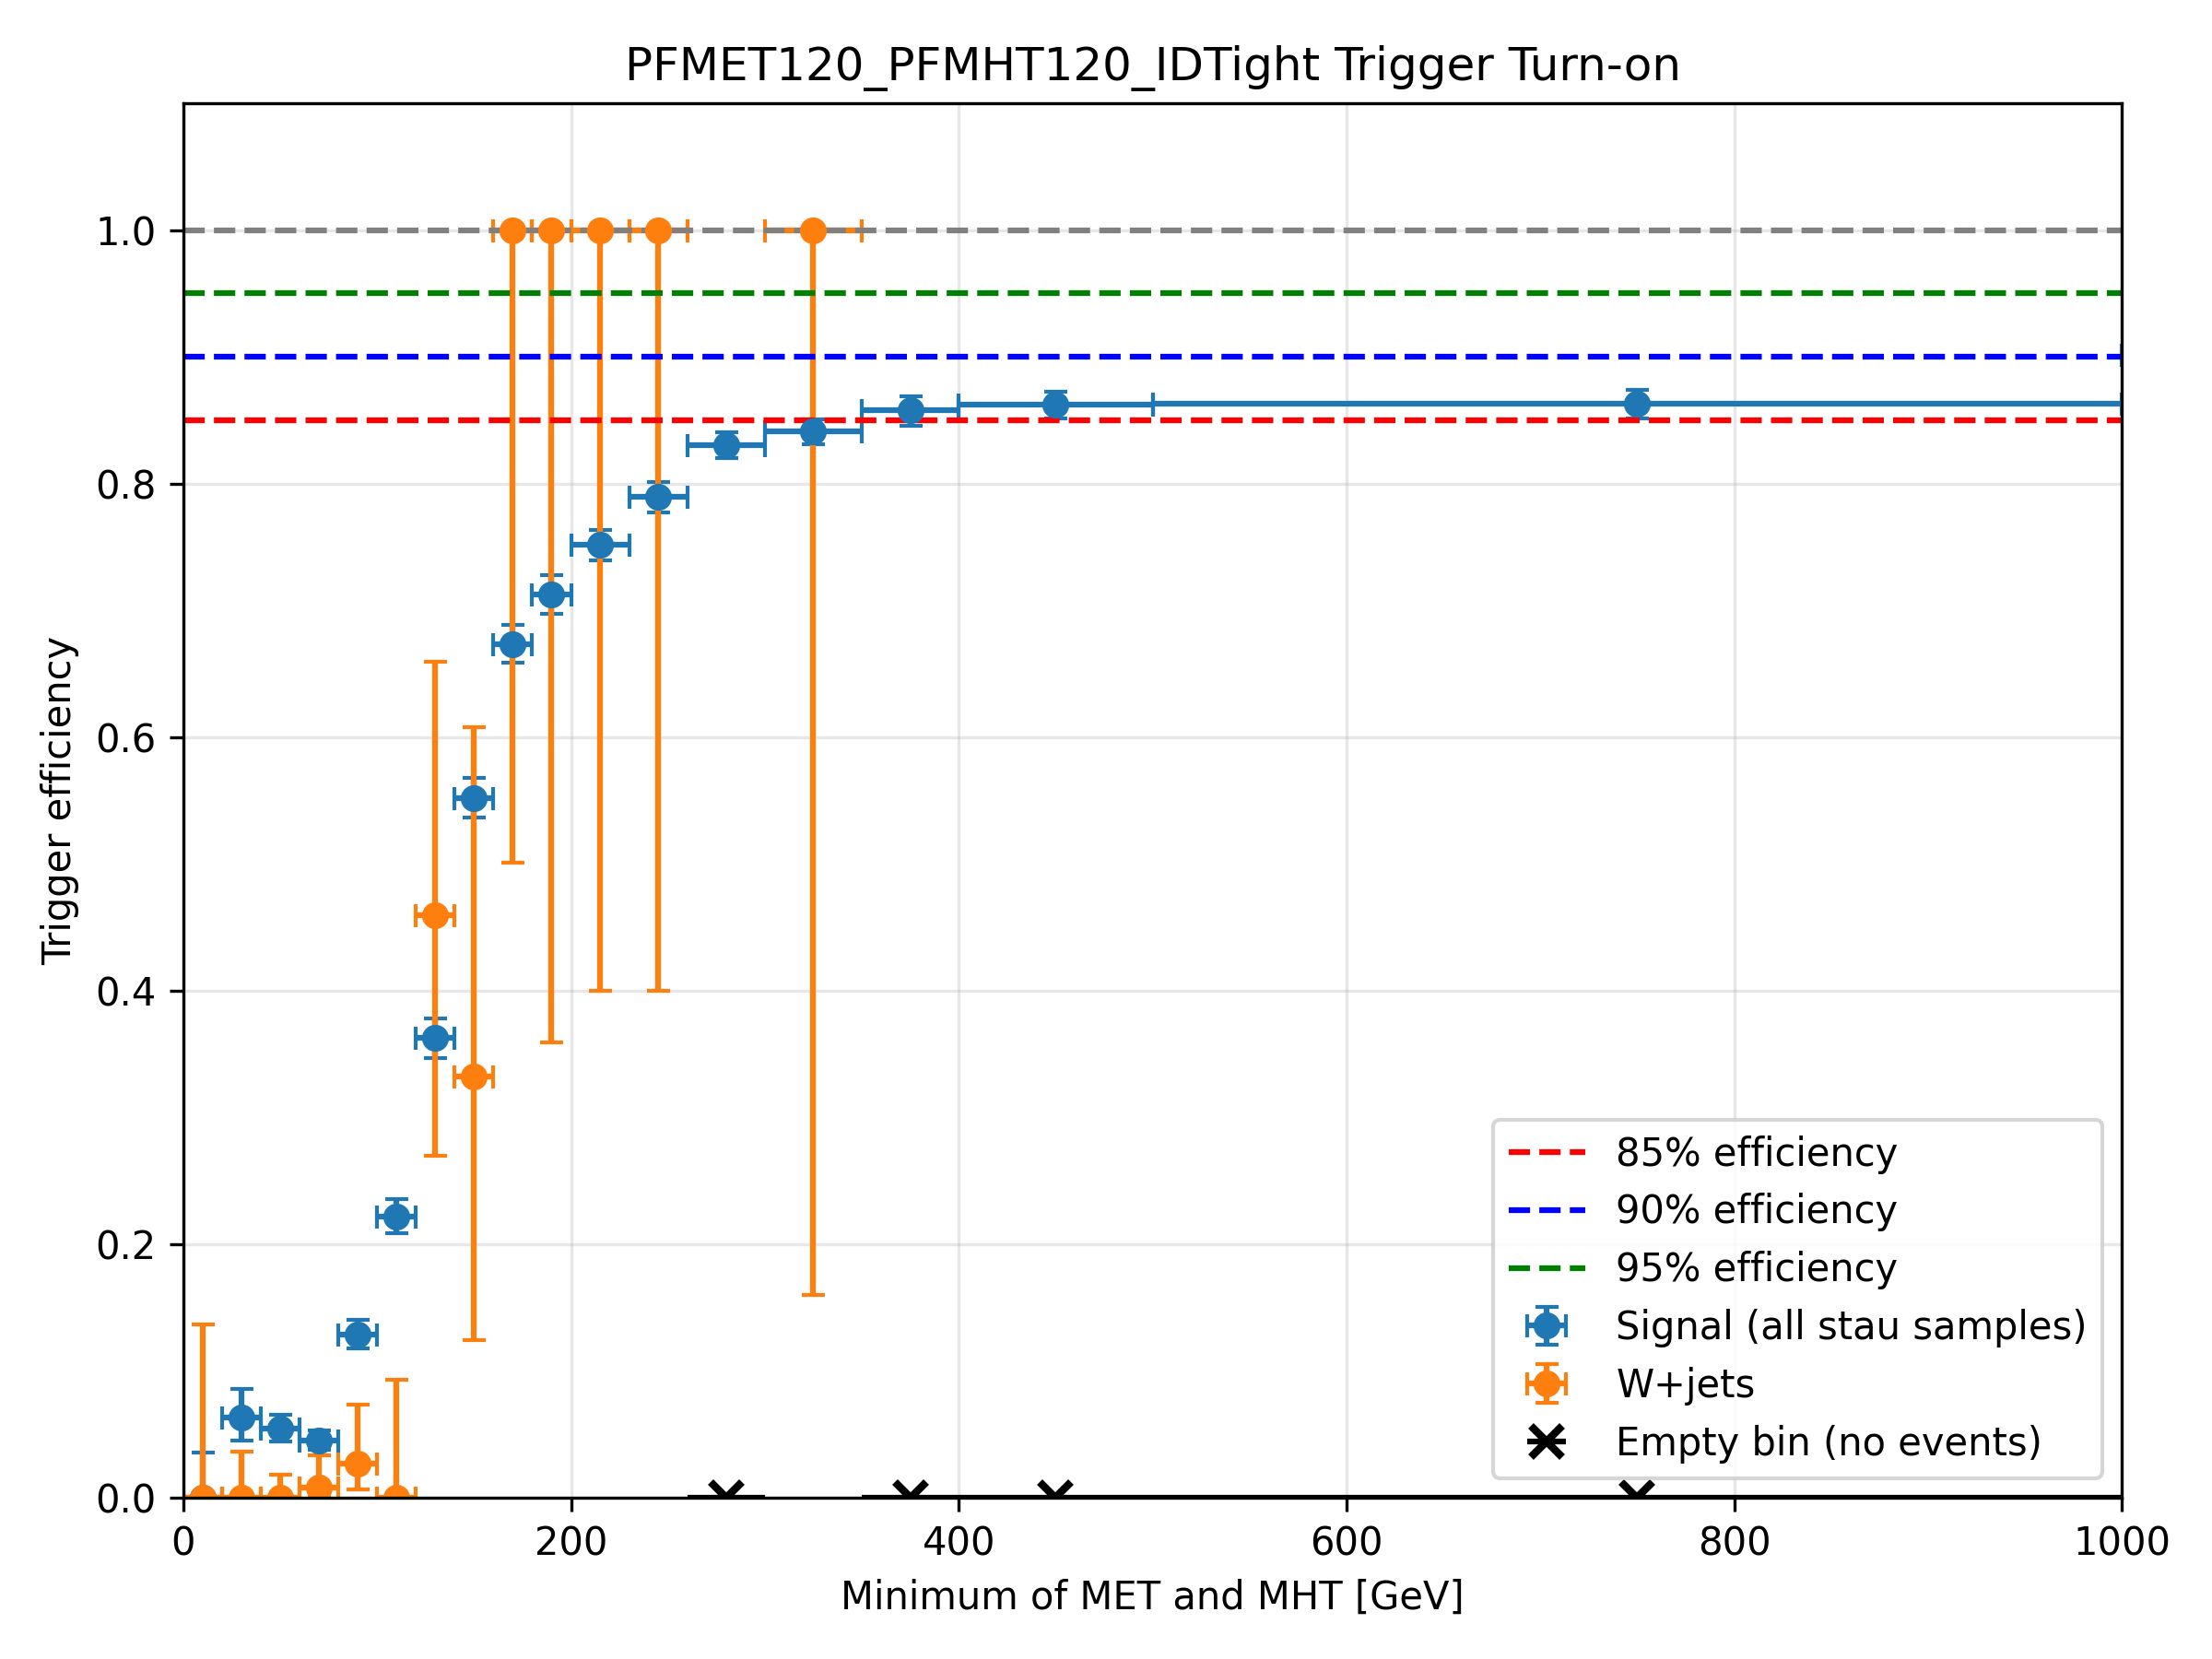 PFMET120_PFMHT120_IDTight Trigger Turn-on
Trigger efficiency
1.0
0.8
0.6
0.4
0.2
0.0
0 200 400 600 800 1000
Minimum of MET and MHT [GeV]
85% efficiency
90% efficiency
95% efficiency
Signal (all stau samples)
W+jets
Empty bin (no events)